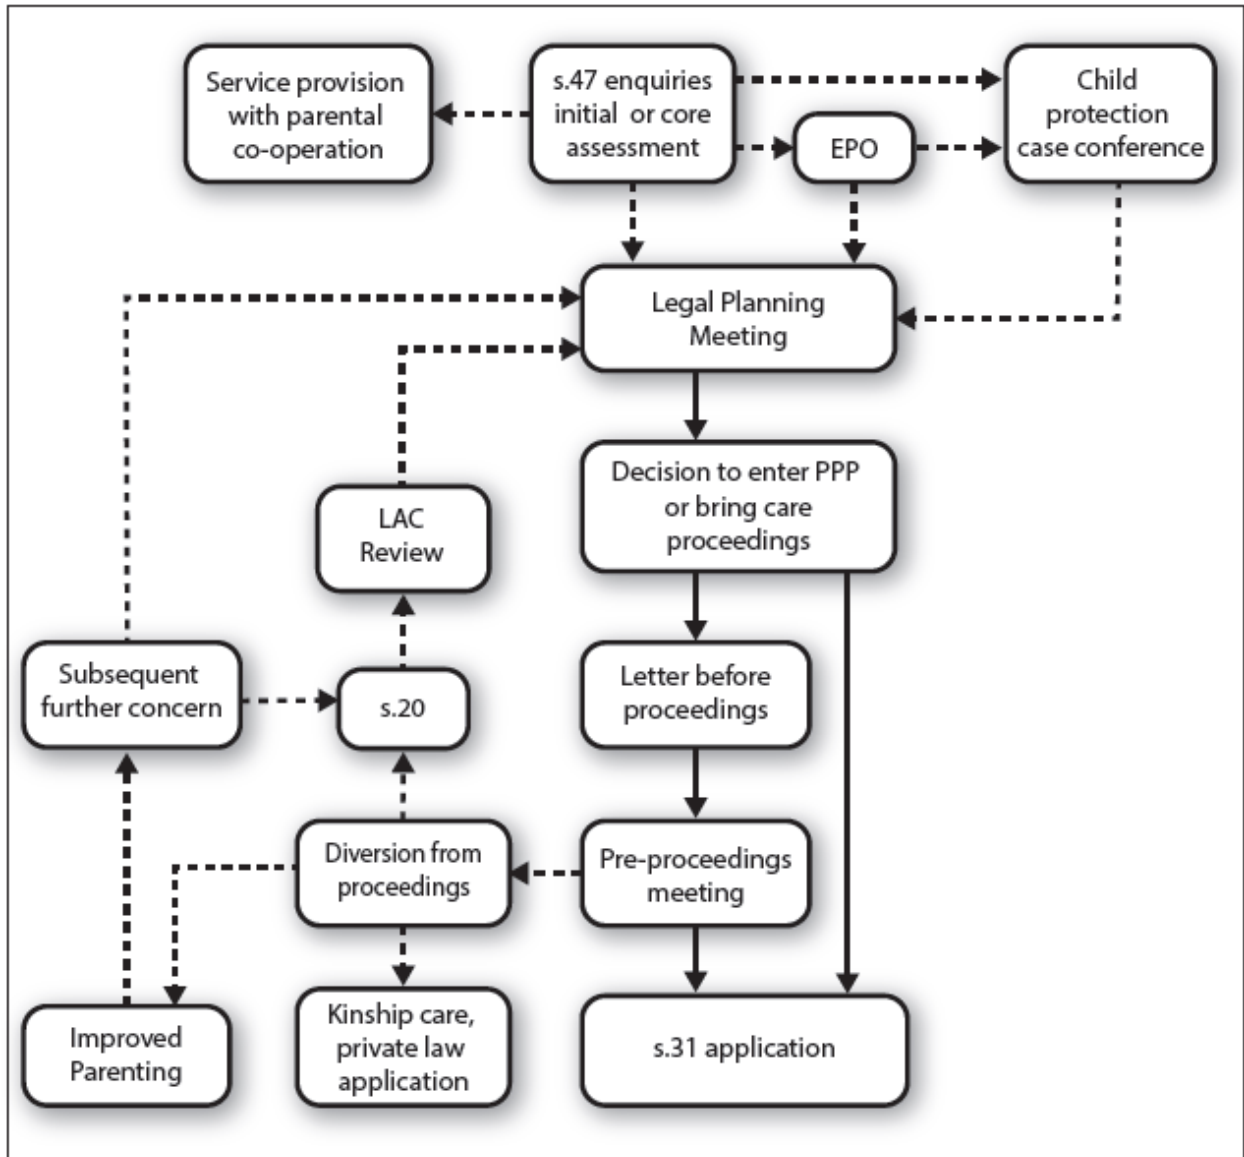 Service provision
with parental
co-operation
s.47 enquiries
initial or core
assessment
EPO
Child
protection
case conference
Legal Planning
Meeting
Decision to enter PPP
or bring care
proceedings
LAC
Review
Subsequent
further concern
s.20
Letter before
proceedings
Diversion from
proceedings
Pre-proceedings
meeting
Improved
Parenting
Kinship care,
private law
application
s.31 application